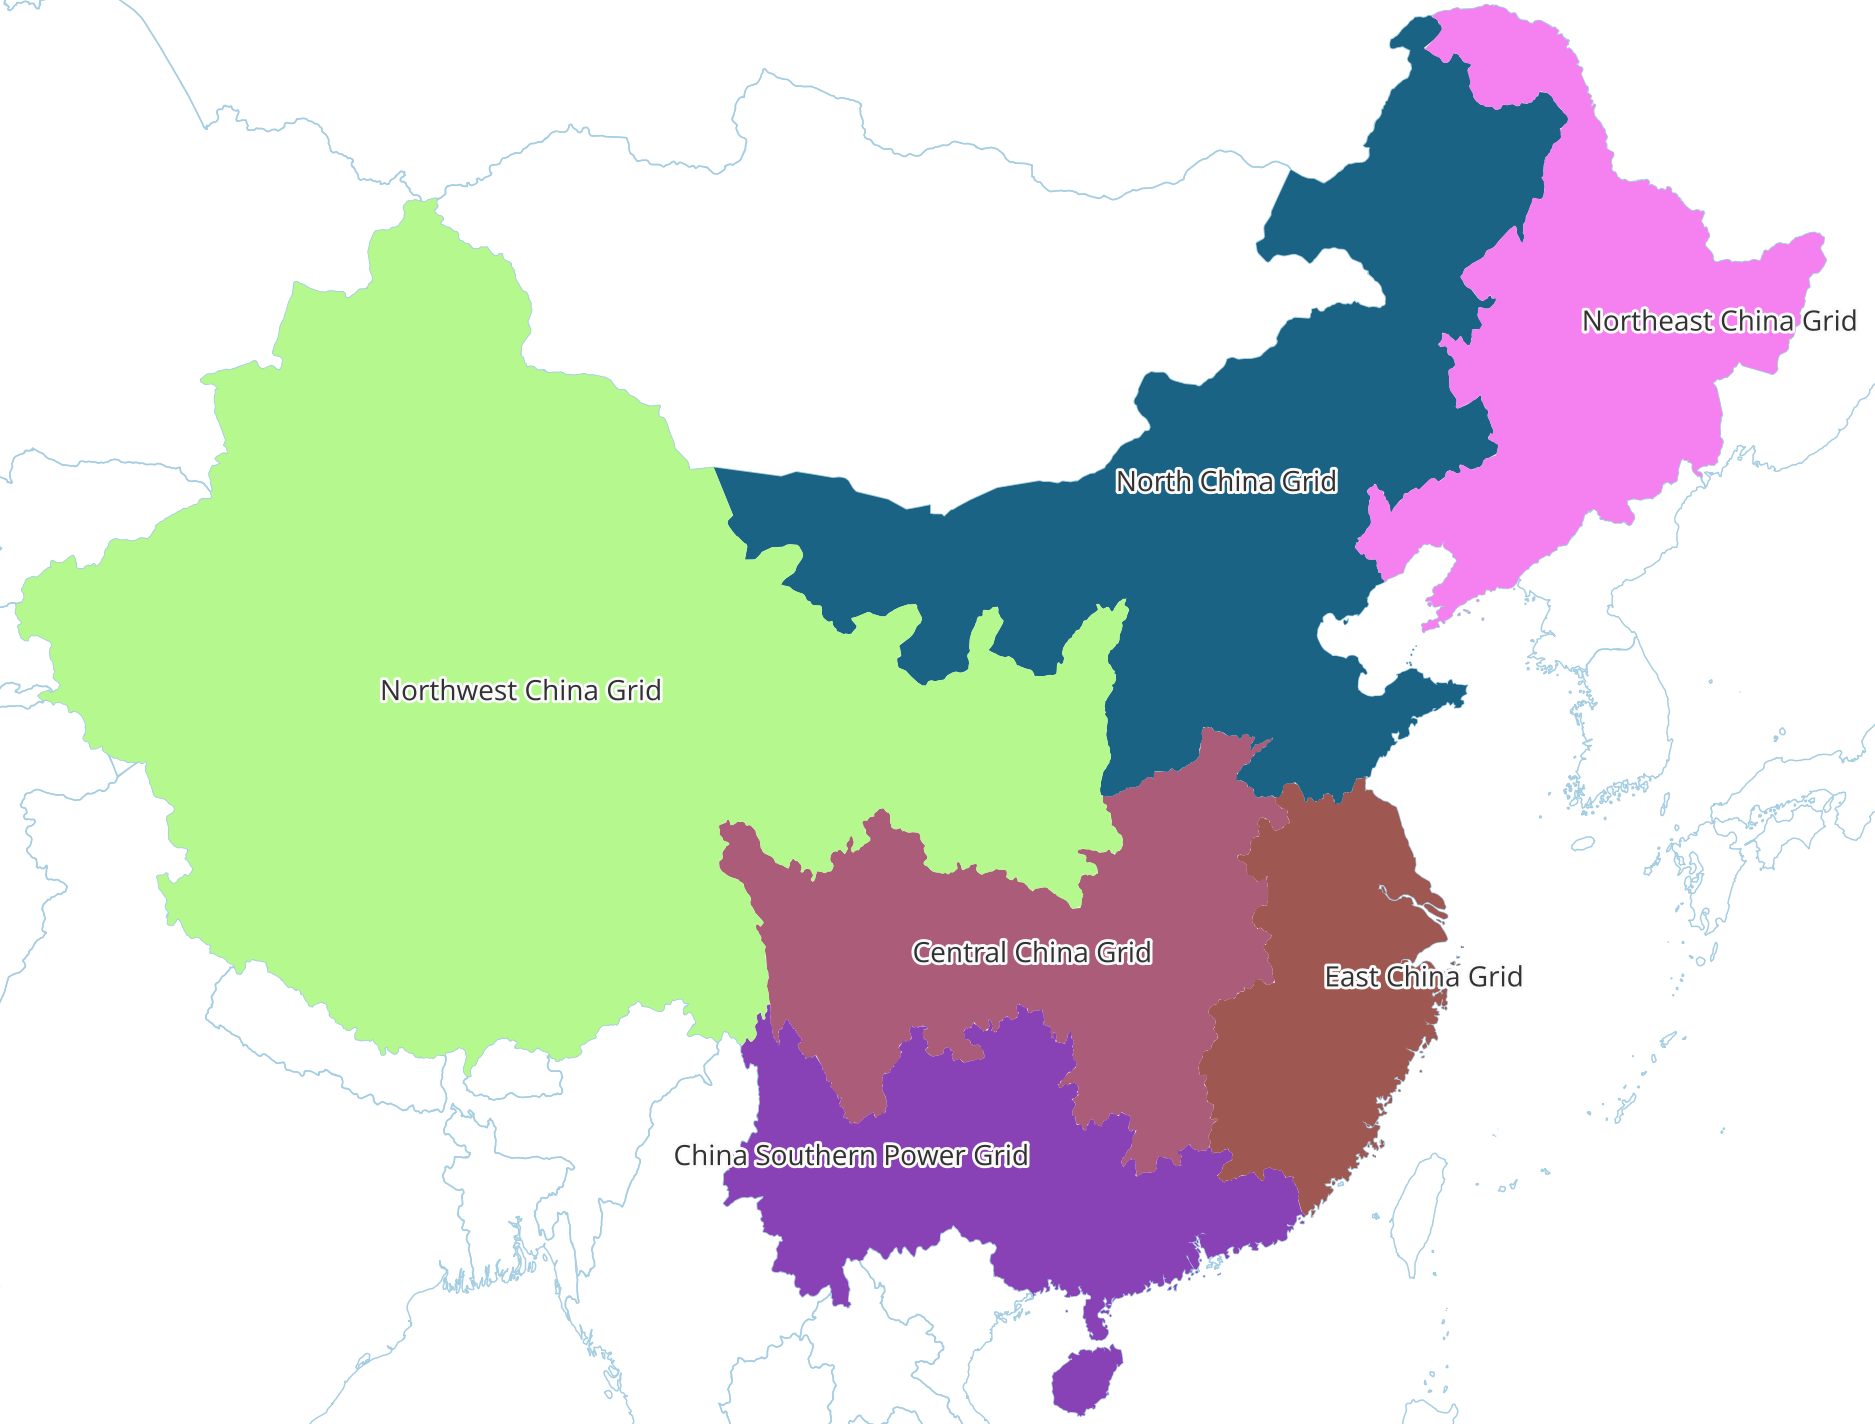 Northeast China Grid
North China Grid
Northwest China Grid
Central China Grid
East China Grid
China Southern Power Grid